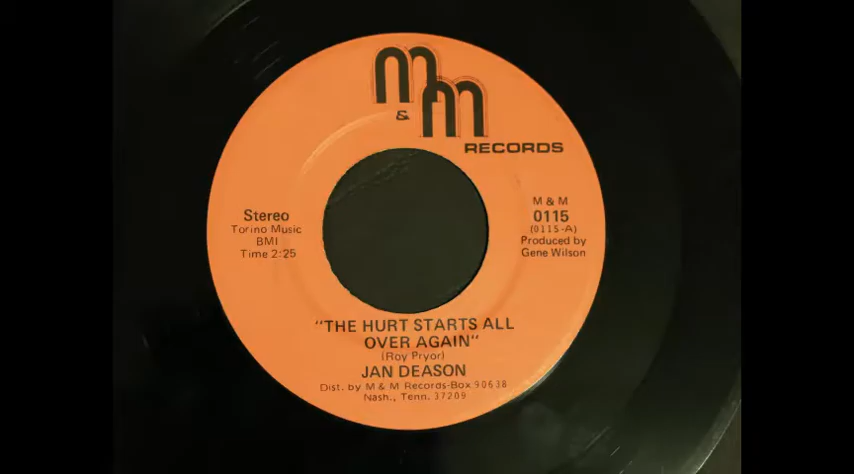 m
&
m
RECORDS
Stereo
Torino Music
BMI
Time 2:25
M & M
0115
(0115-A)
Produced by
Gene Wilson
"THE HURT STARTS ALL
OVER AGAIN"
(Roy Pryor)
JAN DEASON
Dist. by M & M Records-Box 90638
Nash., Tenn. 37209